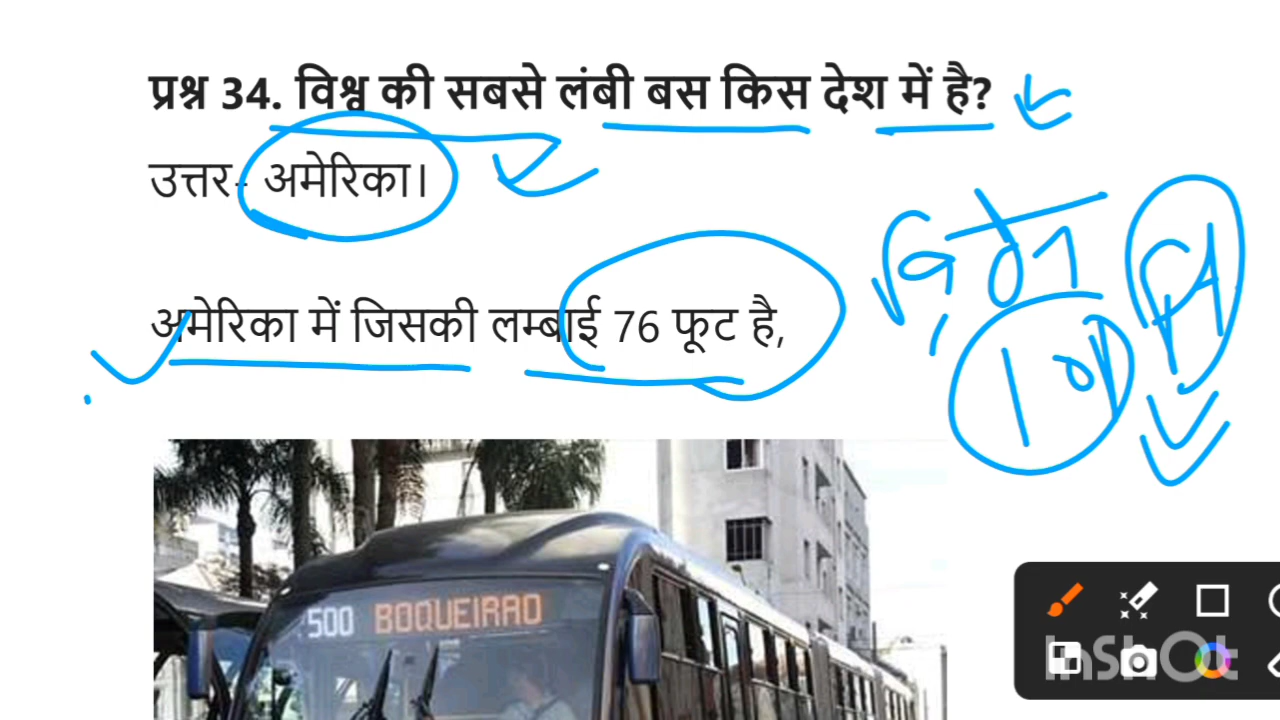 प्रश्न 34. विश्व की सबसे लंबी बस किस देश में है?
उत्तर- अमेरिका।
अमेरिका में जिसकी लम्बाई 76 फूट है,
500 BOQUEIRAO
InShOt